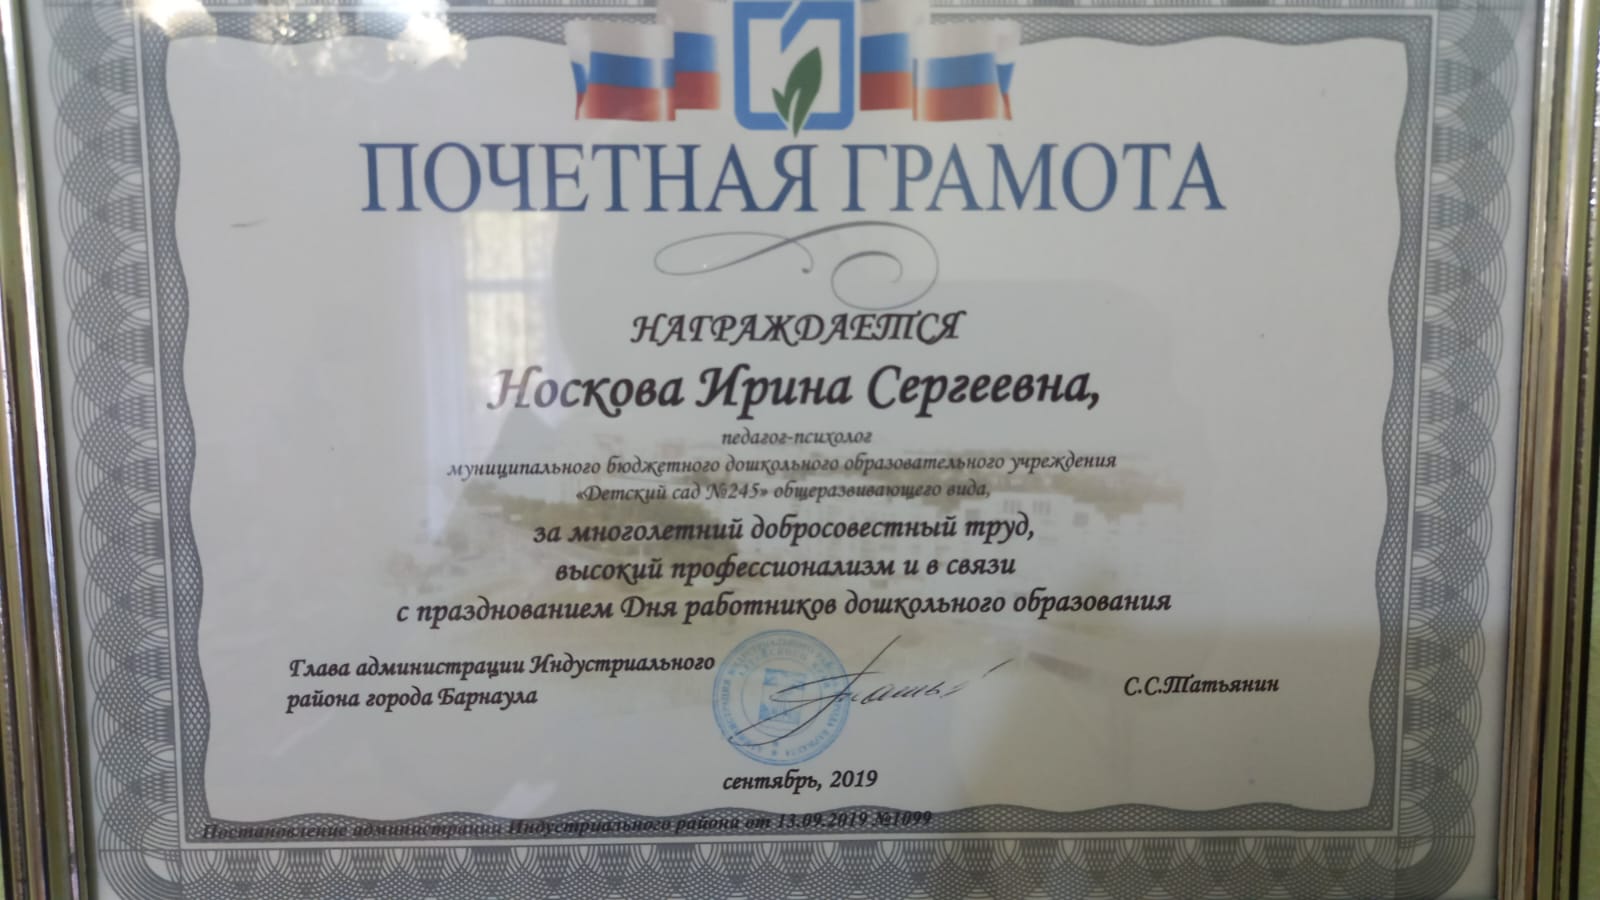 ПОЧЕТНАЯ ГРАМОТА
НАГРАЖДАЕТСЯ
Носкова Ирина Сергеевна,
педагог-психолог
муниципального бюджетного дошкольного образовательного учреждения
«Детский сад №245» общеразвивающего вида,
за многолетний добросовестный труд,
высокий профессионализм и в связи
с празднованием Дня работников дошкольного образования
Глава администрации Индустриального
района города Барнаула
С.С.Татьянин
сентябрь, 2019
Постановление администрации Индустриального района от 13.09.2019 №1099